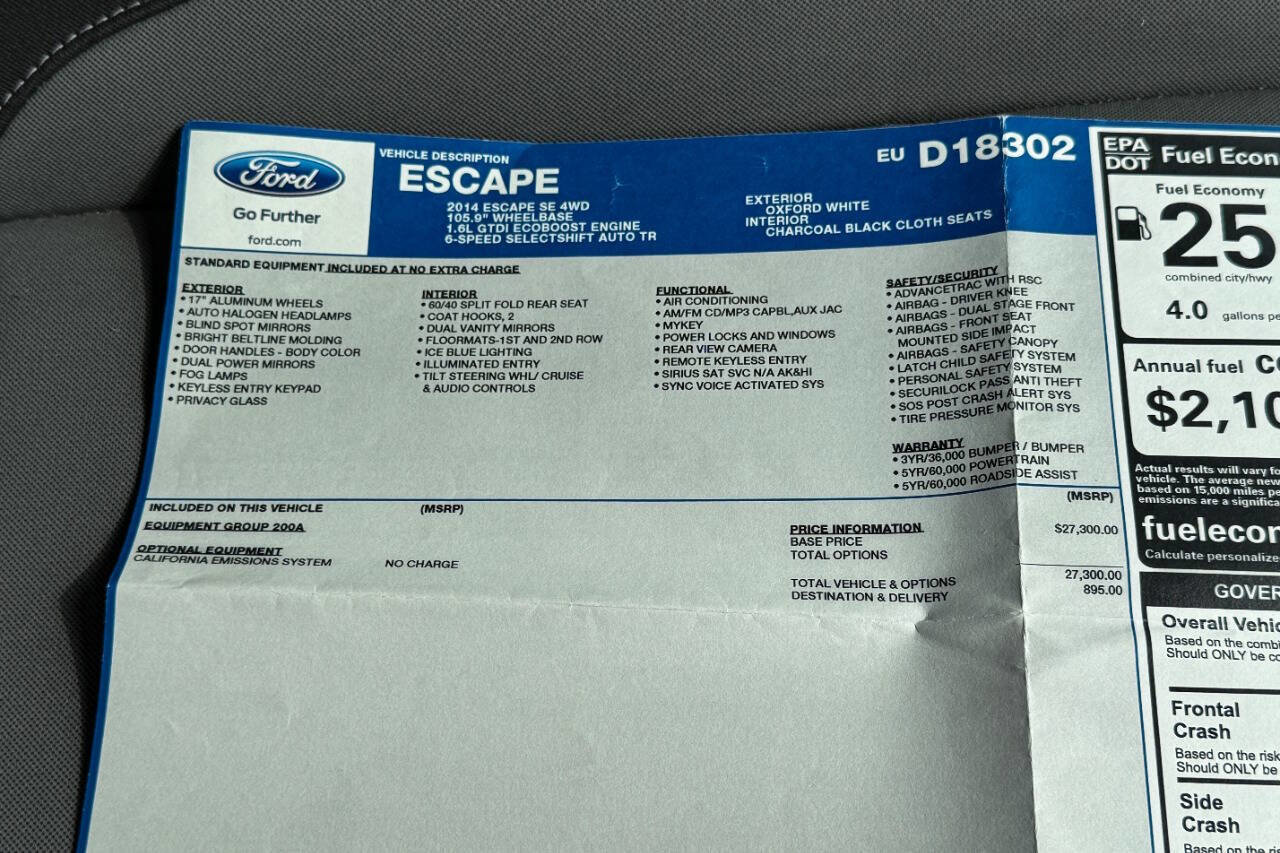 Ford
Go Further
ford.com
VEHICLE DESCRIPTION
ESCAPE
2014 ESCAPE SE 4WD
105.9" WHEELBASE
1.6L GTDI ECOBOOST ENGINE
6-SPEED SELECTSHIFT AUTO TR
EU D18302
EXTERIOR
OXFORD WHITE
INTERIOR
CHARCOAL BLACK CLOTH SEATS
STANDARD EQUIPMENT INCLUDED AT NO EXTRA CHARGE
EXTERIOR
• 17" ALUMINUM WHEELS
• AUTO HALOGEN HEADLAMPS
• BLIND SPOT MIRRORS
• BRIGHT BELTLINE MOLDING
• DOOR HANDLES - BODY COLOR
• DUAL POWER MIRRORS
• FOG LAMPS
• KEYLESS ENTRY KEYPAD
• PRIVACY GLASS
INTERIOR
• 60/40 SPLIT FOLD REAR SEAT
• COAT HOOKS, 2
• DUAL VANITY MIRRORS
• FLOORMATS-1ST AND 2ND ROW
• ICE BLUE LIGHTING
• ILLUMINATED ENTRY
• TILT STEERING WHL/ CRUISE
& AUDIO CONTROLS
FUNCTIONAL
• AIR CONDITIONING
• AM/FM CD/MP3 CAPBL,AUX JAC
• MYKEY
• POWER LOCKS AND WINDOWS
• REAR VIEW CAMERA
• REMOTE KEYLESS ENTRY
• SIRIUS SAT SVC N/A AK&HI
• SYNC VOICE ACTIVATED SYS
SAFETY/SECURITY
• ADVANCETRAC WITH RSC
• AIRBAG - DRIVER KNEE
• AIRBAGS - DUAL STAGE FRONT
• AIRBAGS - FRONT SEAT
MOUNTED SIDE IMPACT
• AIRBAGS - SAFETY CANOPY
• LATCH CHILD SAFETY SYSTEM
• PERSONAL SAFETY SYSTEM
• SECURILOCK PASS ANTI THEFT
• SOS POST CRASH ALERT SYS
• TIRE PRESSURE MONITOR SYS
WARRANTY
• 3YR/36,000 BUMPER / BUMPER
• 5YR/60,000 POWERTRAIN
• 5YR/60,000 ROADSIDE ASSIST
INCLUDED ON THIS VEHICLE (MSRP)
EQUIPMENT GROUP 200A
OPTIONAL EQUIPMENT
CALIFORNIA EMISSIONS SYSTEM NO CHARGE
(MSRP)
PRICE INFORMATION
BASE PRICE $27,300.00
TOTAL OPTIONS
TOTAL VEHICLE & OPTIONS 27,300.00
DESTINATION & DELIVERY 895.00
EPA
DOT
Fuel Econ
Fuel Economy
25
combined city/hwy
4.0 gallons pe
Annual fuel CO
$2,10
Actual results will vary fo
vehicle. The average new
based on 15,000 miles pe
emissions are a significa
fuelecon
Calculate personalize
GOVER
Overall Vehic
Based on the combi
Should ONLY be co
Frontal
Crash
Based on the risk
Should ONLY be
Side
Crash
Based on the ri